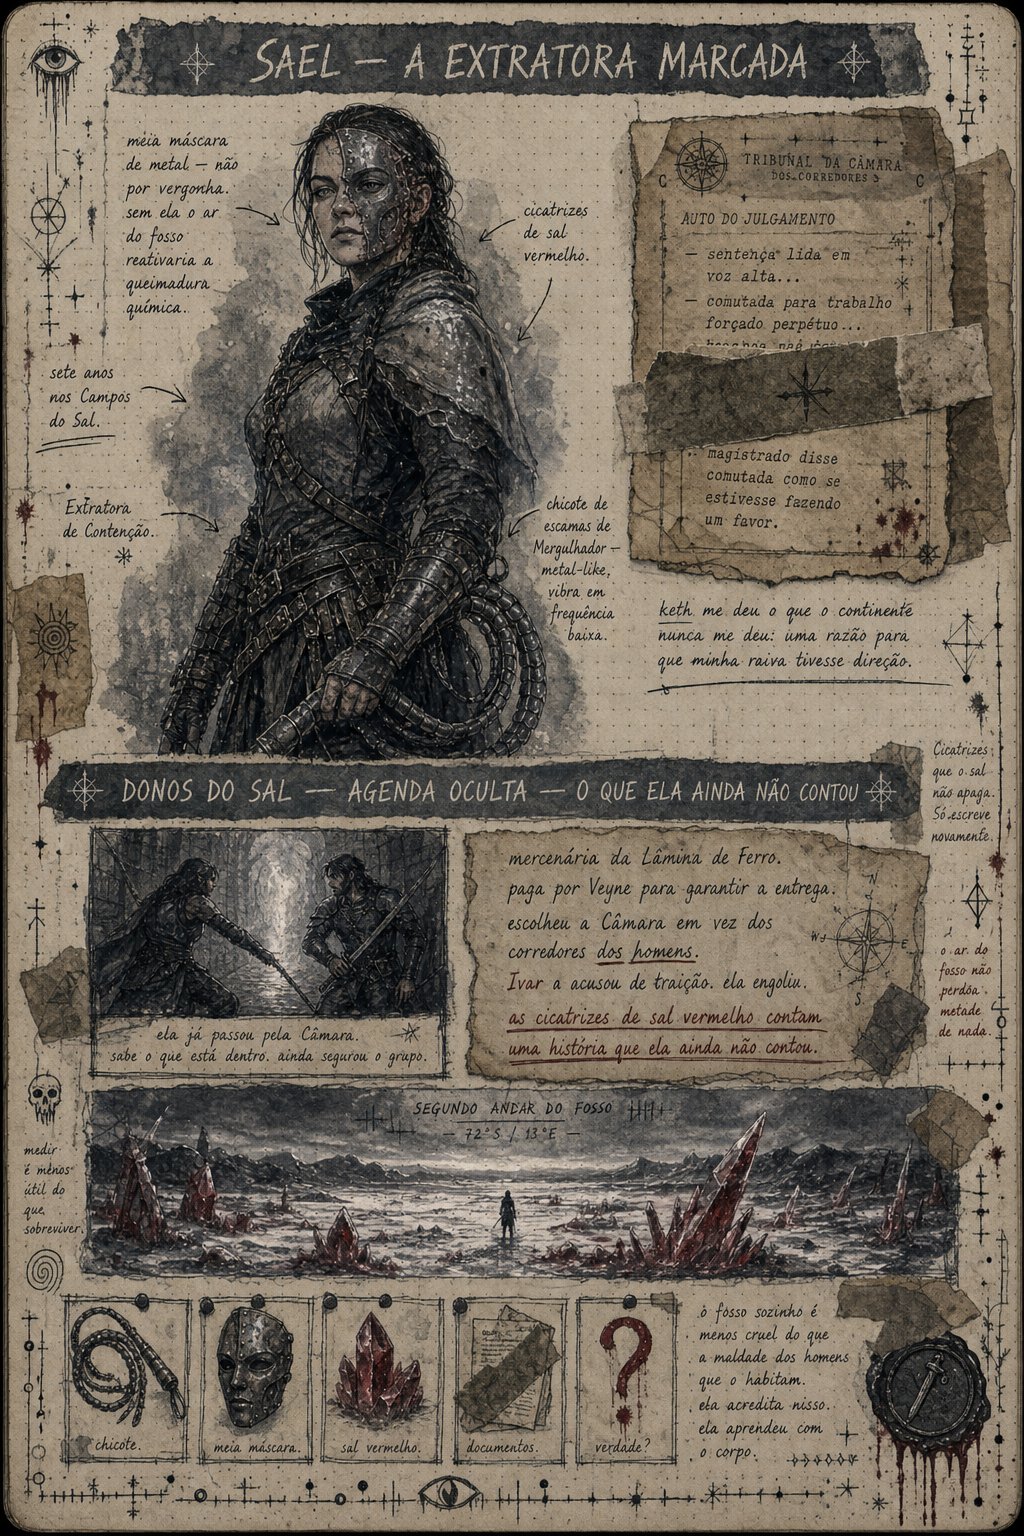 SAEL — A EXTRATORA MARCADA
meia máscara
de metal — não
por vergonha.
sem ela o ar
do fosso
reativaria a
queimadura
química.
cicatrizes
de sal
vermelho.
sete anos
nos Campos
do Sal.
Extratora
de Contenção.
chicote de
escamas de
Mergulhador —
metal-like,
vibra em
frequência
baixa.
TRIBUNAL DA CÂMARA
DOS CORREDORES
C
C
AUTO DO JULGAMENTO
— sentença lida em
voz alta...
— comutada para trabalho
forçado perpétuo...
magistrado disse
comutada como se
estivesse fazendo
um favor.
keth me deu o que o continente
nunca me deu: uma razão para
que minha raiva tivesse direção.
DONOS DO SAL — AGENDA OCULTA — O QUE ELA AINDA NÃO CONTOU
Cicatrizes
que o sal
não apaga.
Só escreve
novamente.
ela já passou pela Câmara.
sabe o que está dentro. ainda segurou o grupo.
mercenária da Lâmina de Ferro.
paga por Veyne para garantir a entrega.
escolheu a Câmara em vez dos
corredores dos homens.
Ivar a acusou de traição. ela engoliu.
as cicatrizes de sal vermelho contam
uma história que ela ainda não contou.
N
E
S
o ar do
fosso não
perdoa
metade
de nada.
SEGUNDO ANDAR DO FOSSO
— 72°S / 13°E —
medir
é menos
útil do
que
sobreviver.
chicote.
meia máscara.
sal vermelho.
documentos.
verdade?
o fosso sozinho é
menos cruel do que
a maldade dos homens
que o habitam.
ela acredita nisso.
ela aprendeu com
o corpo.